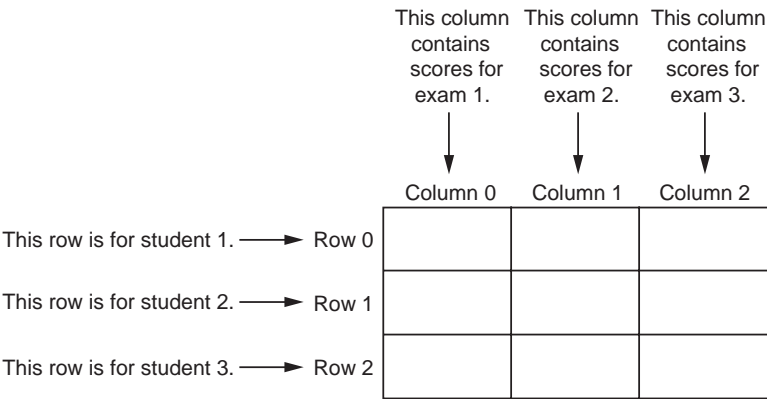 This column This column This column
contains contains contains
scores for scores for scores for
exam 1. exam 2. exam 3.
Column 0 Column 1 Column 2
This row is for student 1. Row 0
This row is for student 2. Row 1
This row is for student 3. Row 2